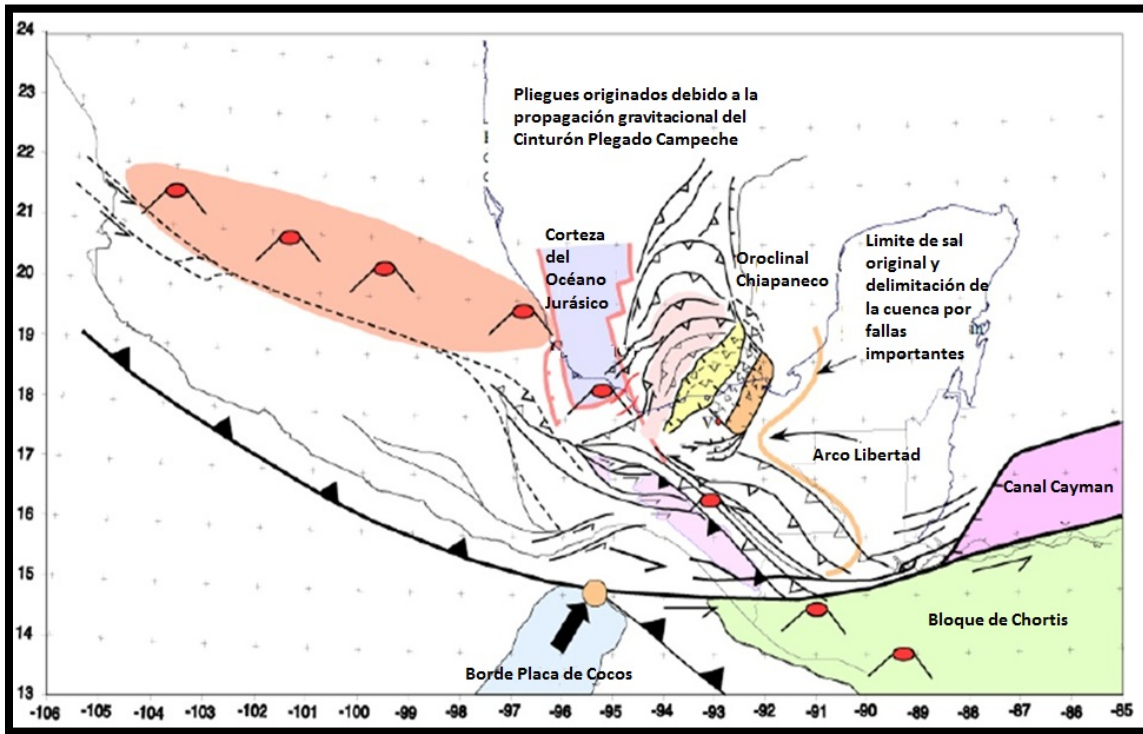 24
23
22
21
20
19
18
17
16
15
14
13
Pliegues originados debido a la
propagación gravitacional del
Cinturón Plegado Campeche
Corteza
del
Océano
Jurásico
Oroclinal
Chiapaneco
Limite de sal
original y
delimitación de
la cuenca por
fallas
importantes
Arco Libertad
Canal Cayman
Bloque de Chortis
Borde Placa de Cocos
-106 -105 -104 -103 -102 -101 -100 -99 -98 -97 -96 -95 -94 -93 -92 -91 -90 -89 -88 -87 -86 -85